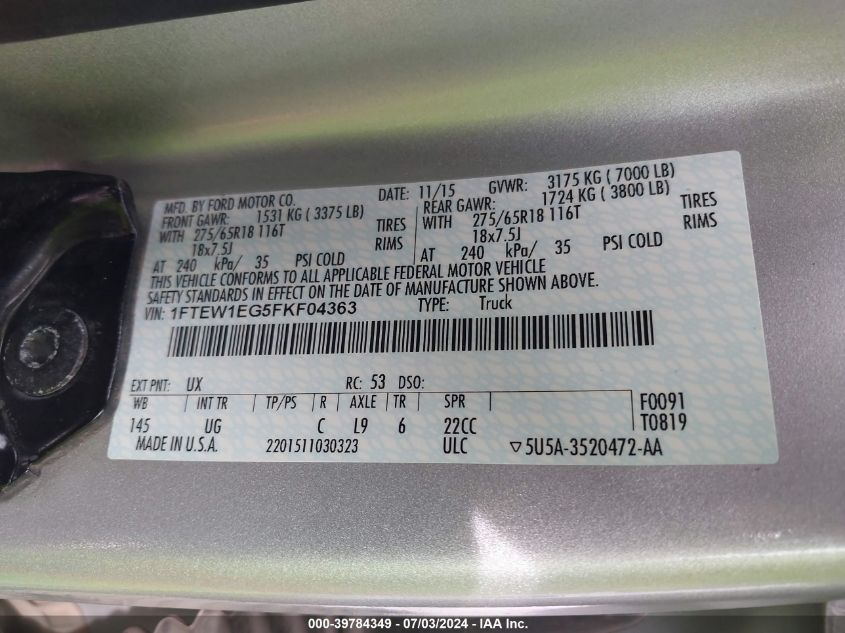 MFD. BY FORD MOTOR CO. DATE: 11/15 GVWR: 3175 KG ( 7000 LB)
FRONT GAWR: 1531 KG ( 3375 LB) REAR GAWR: 1724 KG ( 3800 LB)
WITH 275/65R18 116T TIRES WITH 275/65R18 116T TIRES
18x7.5J RIMS 18x7.5J RIMS
AT 240 kPa/ 35 PSI COLD AT 240 kPa/ 35 PSI COLD
THIS VEHICLE CONFORMS TO ALL APPLICABLE FEDERAL MOTOR VEHICLE
SAFETY STANDARDS IN EFFECT ON THE DATE OF MANUFACTURE SHOWN ABOVE.
VIN: 1FTEW1EG5FKF04363 TYPE: Truck
EXT PNT: UX RC: 53 DSO:
WB INT TR TP/PS R AXLE TR SPR F0091
145 UG C L9 6 22CC T0819
MADE IN U.S.A. 2201511030323 ULC ▽5U5A-3520472-AA
000-39784349 - 07/03/2024 - IAA Inc.